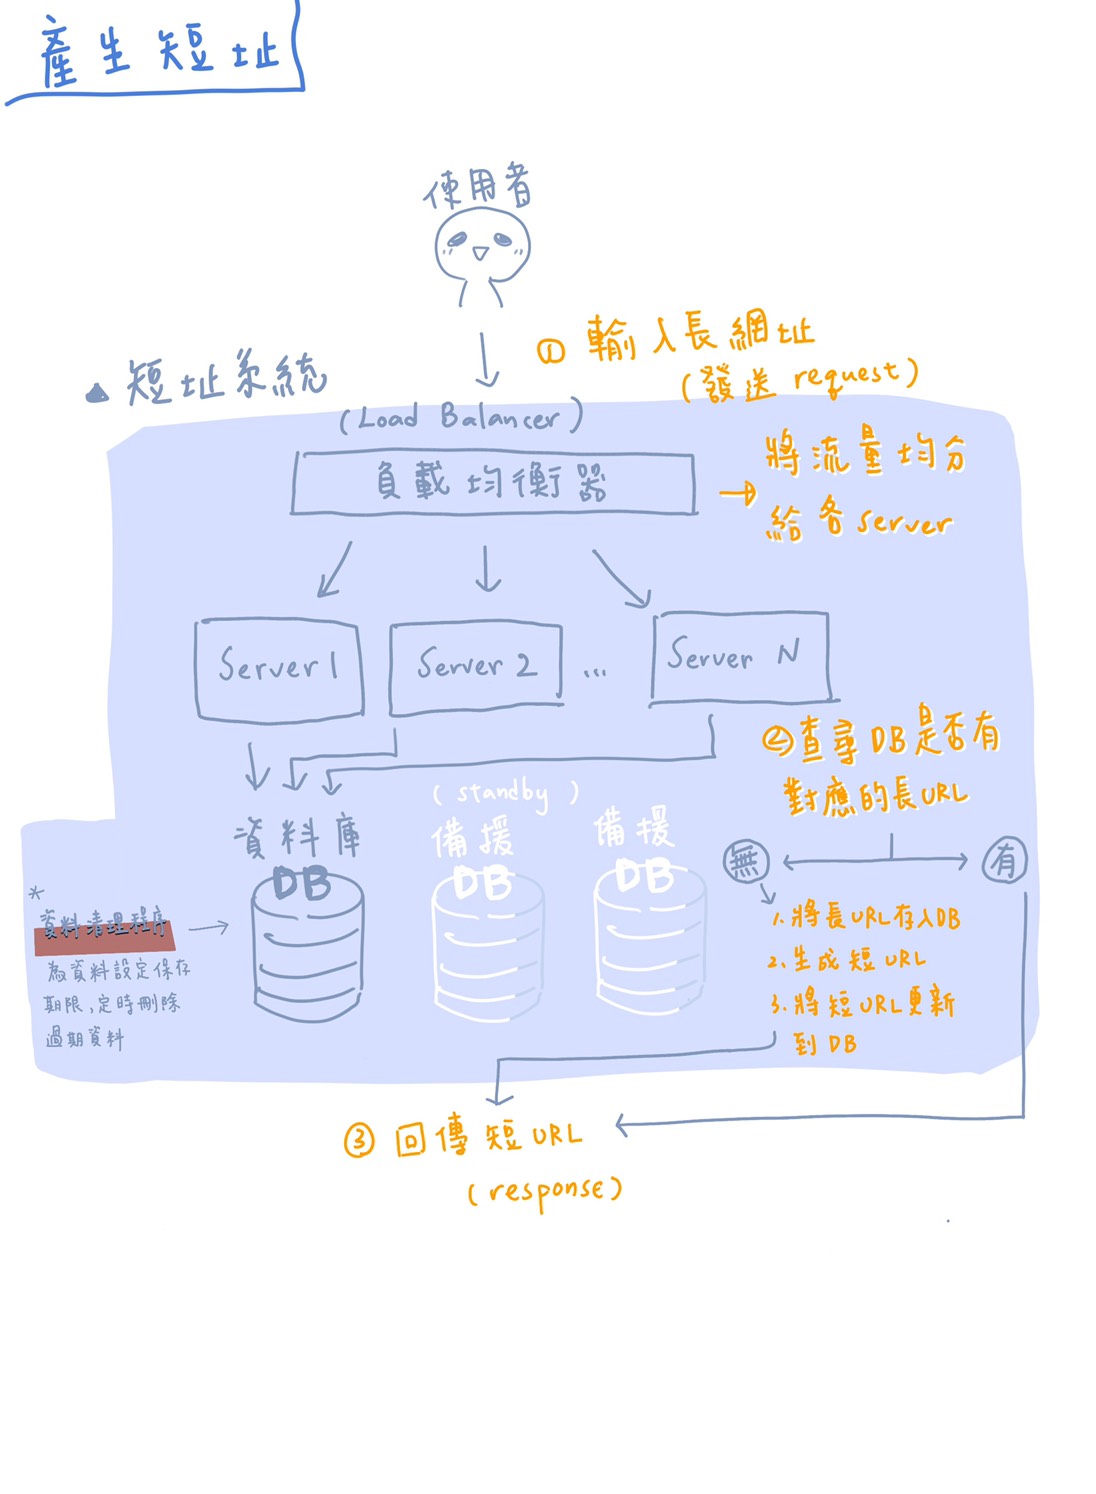 產生短址
使用者
① 輸入長網址
(發送 request)
▲ 短址系統
(Load Balancer)
負載均衡器
→ 將流量均分
給各 server
Server 1
Server 2
...
Server N
② 查尋 DB 是否有
對應的長 URL
無
有
(standby)
資料庫
DB
備援
DB
備援
DB
*
資料清理程序
為資料設定保存
期限,定時刪除
過期資料
1. 將長 URL 存入 DB
2. 生成短 URL
3. 將短 URL 更新
到 DB
③ 回傳短 URL
(response)